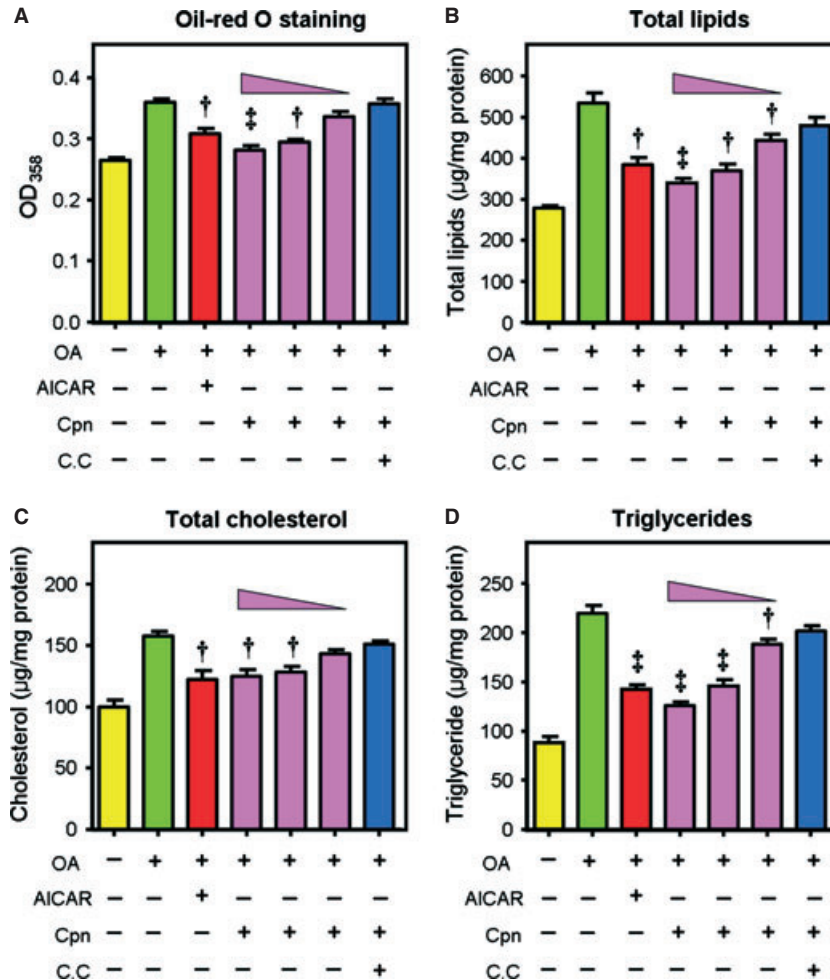 A
Oil-red O staining
OD358
0.4
0.3
0.2
0.1
0.0
† ‡ †
OA − + + + + + +
AICAR − − + − − − −
Cpn − − − + + + +
C.C − − − − − − +
B
Total lipids
Total lipids (µg/mg protein)
600
500
400
300
200
100
0
† ‡ † †
OA − + + + + + +
AICAR − − + − − − −
Cpn − − − + + + +
C.C − − − − − − +
C
Total cholesterol
Cholesterol (µg/mg protein)
200
150
100
50
0
† † †
OA − + + + + + +
AICAR − − + − − − −
Cpn − − − + + + +
C.C − − − − − − +
D
Triglycerides
Triglyceride (µg/mg protein)
250
200
150
100
50
0
‡ ‡ ‡ †
OA − + + + + + +
AICAR − − + − − − −
Cpn − − − + + + +
C.C − − − − − − +